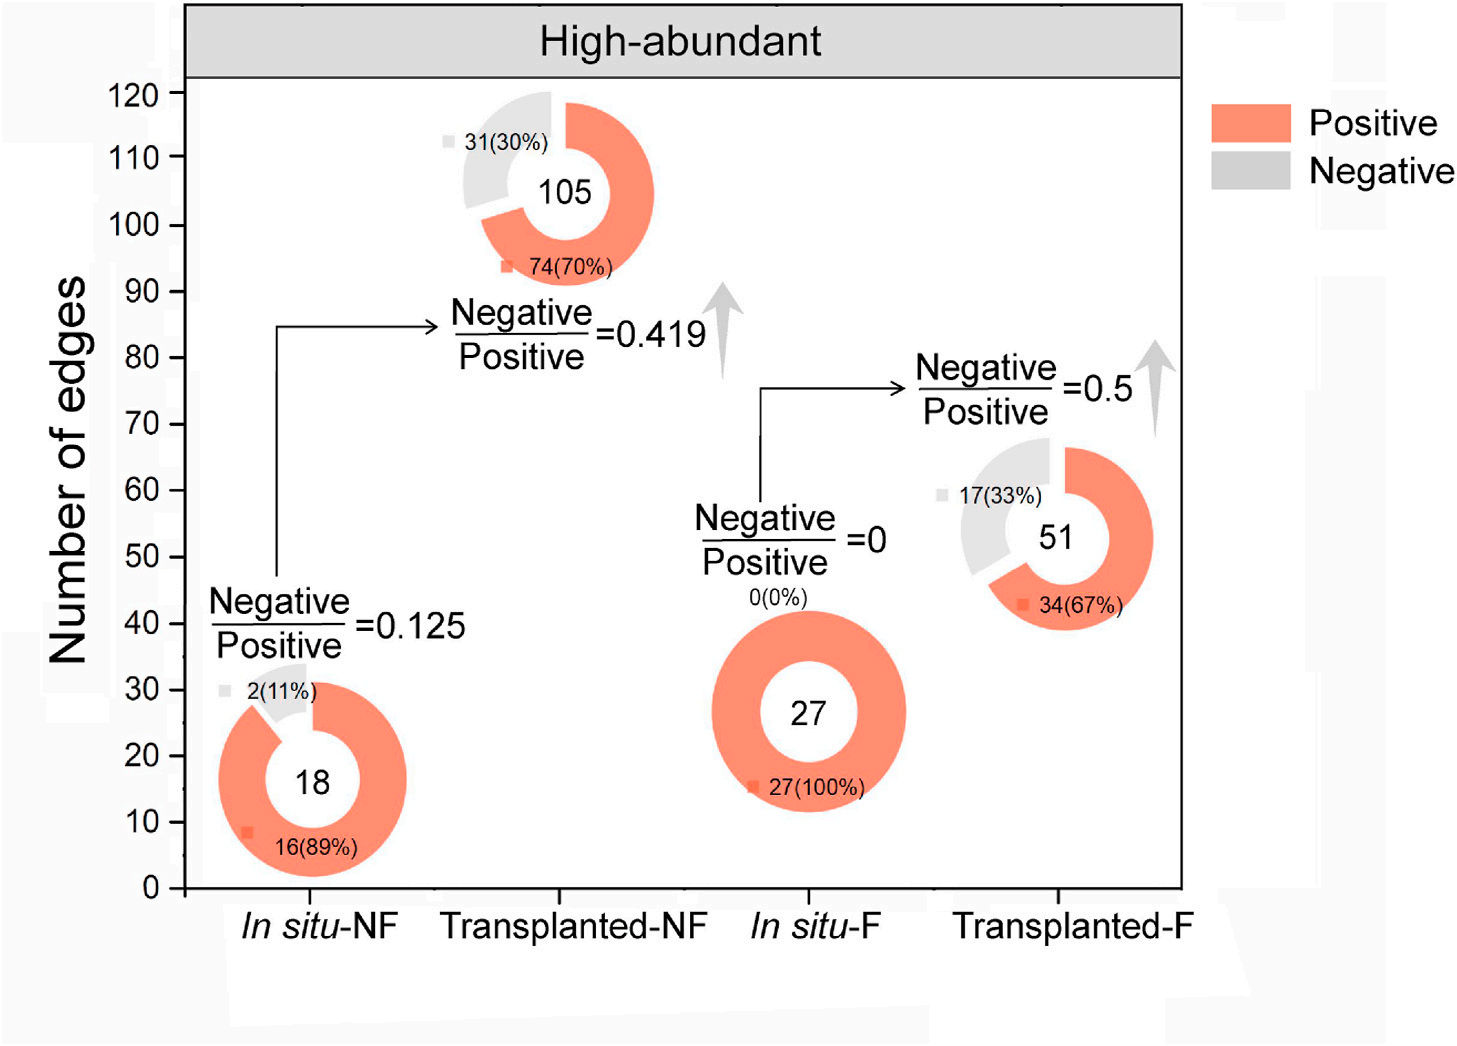 High-abundant
Positive
Negative
Number of edges
120
110
100
90
80
70
60
50
40
30
20
10
0
31(30%)
105
74(70%)
Negative
Positive
=0.419
Negative
Positive
=0.5
17(33%)
51
34(67%)
Negative
Positive
=0
0(0%)
27
27(100%)
Negative
Positive
=0.125
2(11%)
18
16(89%)
In situ-NF
Transplanted-NF
In situ-F
Transplanted-F